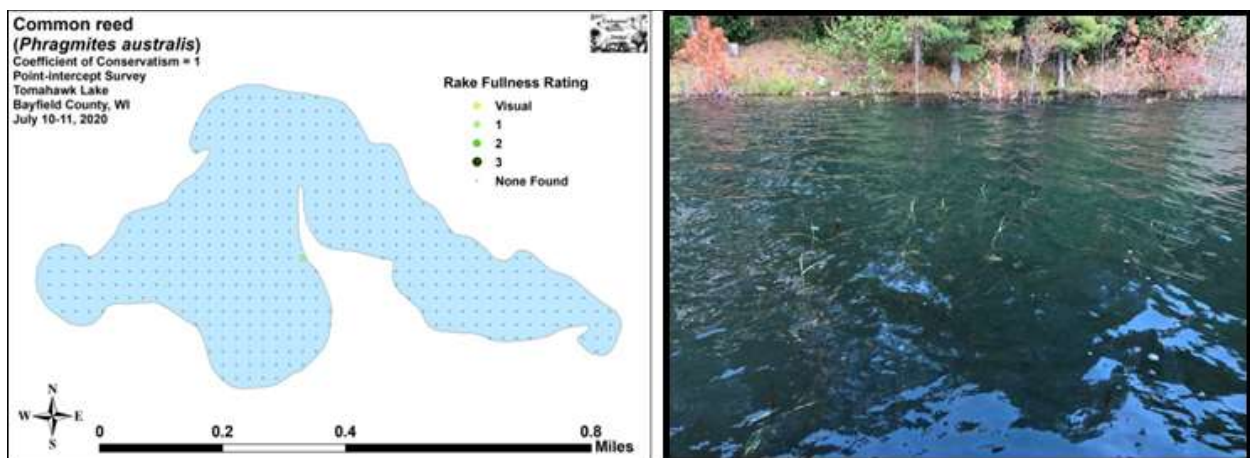 Common reed
(Phragmites australis)
Coefficient of Conservatism = 1
Point-intercept Survey
Tomahawk Lake
Bayfield County, WI
July 10-11, 2020
Rake Fullness Rating
Visual
1
2
3
None Found
N
W E
S
0 0.2 0.4 0.8
Miles